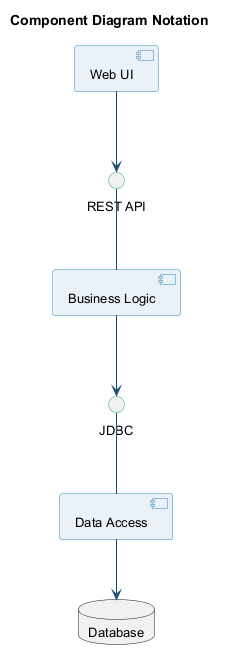 Component Diagram Notation
Web UI
REST API
Business Logic
JDBC
Data Access
Database